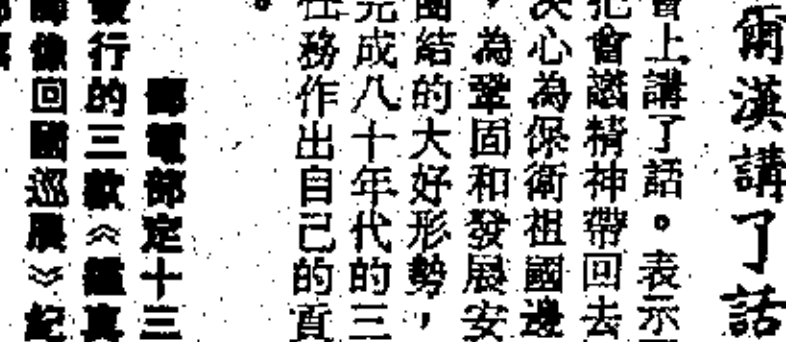 爾漢講了話
會上講了話。表示
把會議精神帶回去
決心為保衛祖國邊
，為鞏固和發展安
團結的大好形勢，
完成八十年代的三
任務作出自己的貢
。
郵電部定十三
發行的三款《鑑真
像回國巡展》紀